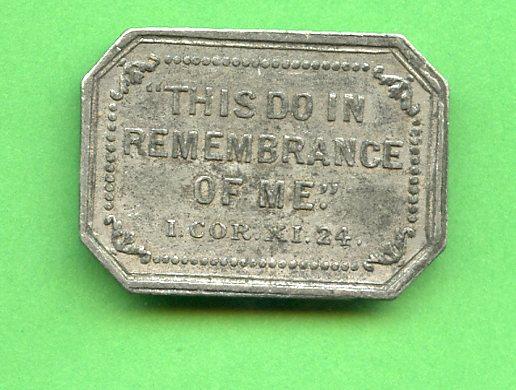 "THIS DO IN
REMEMBRANCE
OF ME."
I. COR. XI. 24.